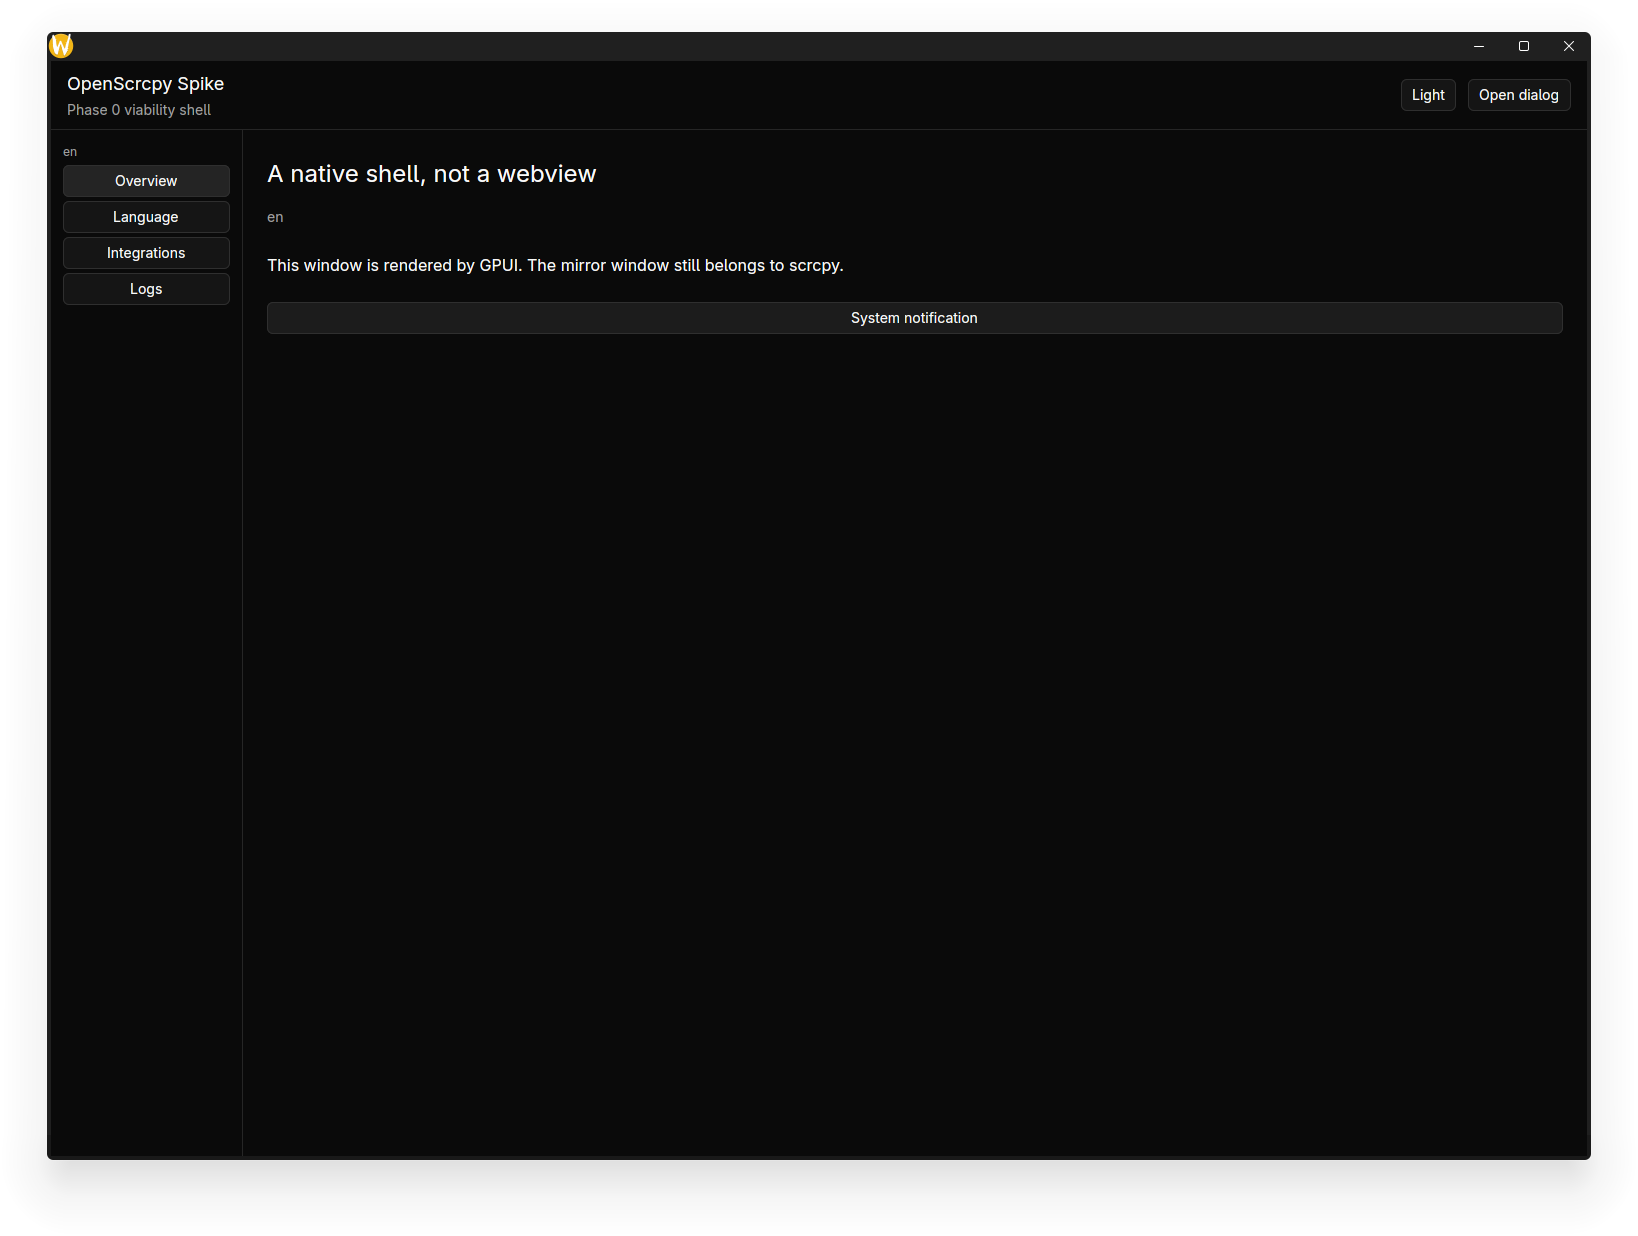 OpenScrcpy Spike
Phase 0 viability shell
Light
Open dialog
en
Overview
Language
Integrations
Logs
A native shell, not a webview
en
This window is rendered by GPUI. The mirror window still belongs to scrcpy.
System notification